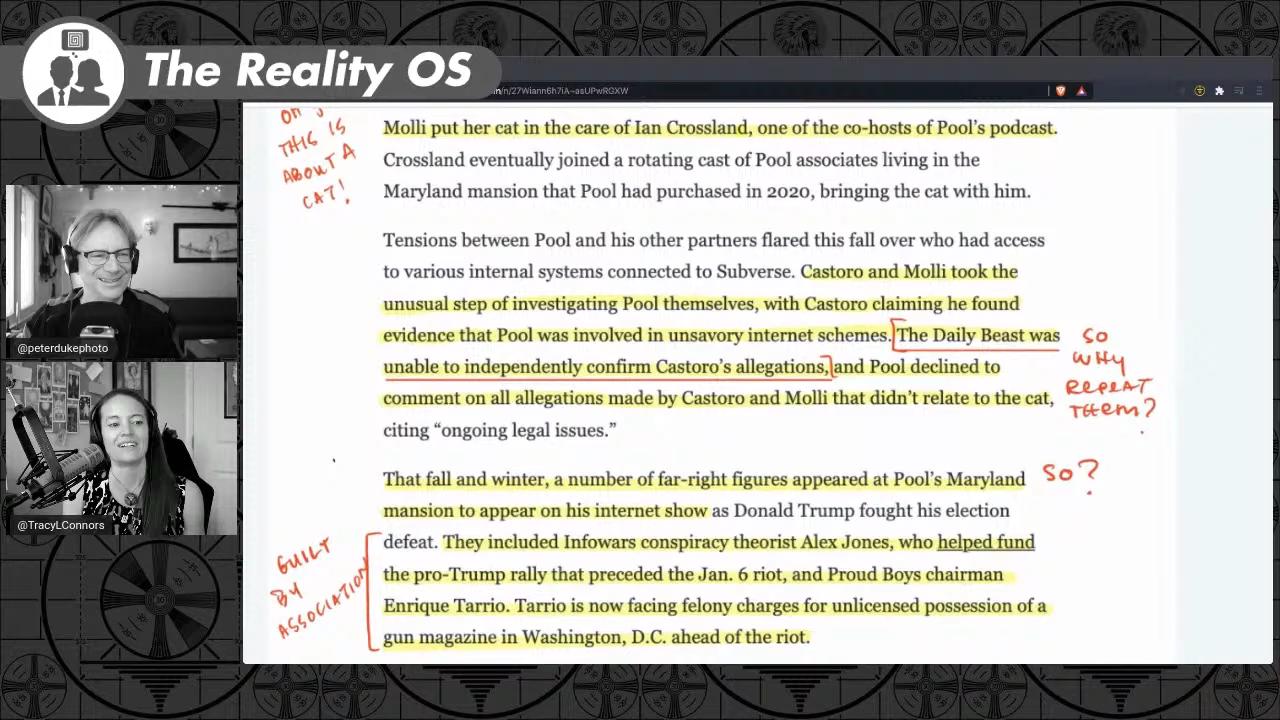 The Reality OS
n/n/27Wiann6h7iA-asUPwRGXW
THIS IS
ABOUT A
CAT!
Molli put her cat in the care of Ian Crossland, one of the co-hosts of Pool’s podcast.
Crossland eventually joined a rotating cast of Pool associates living in the
Maryland mansion that Pool had purchased in 2020, bringing the cat with him.
Tensions between Pool and his other partners flared this fall over who had access
to various internal systems connected to Subverse. Castoro and Molli took the
unusual step of investigating Pool themselves, with Castoro claiming he found
evidence that Pool was involved in unsavory internet schemes. The Daily Beast was
unable to independently confirm Castoro’s allegations, and Pool declined to
comment on all allegations made by Castoro and Molli that didn’t relate to the cat,
citing “ongoing legal issues.”
SO
WHY
REPEAT
THEM?
That fall and winter, a number of far-right figures appeared at Pool’s Maryland
mansion to appear on his internet show as Donald Trump fought his election
defeat. They included Infowars conspiracy theorist Alex Jones, who helped fund
the pro-Trump rally that preceded the Jan. 6 riot, and Proud Boys chairman
Enrique Tarrio. Tarrio is now facing felony charges for unlicensed possession of a
gun magazine in Washington, D.C. ahead of the riot.
SO?
GUILT
BY
ASSOCIATION
@peterdukephoto
@TracyLConnors